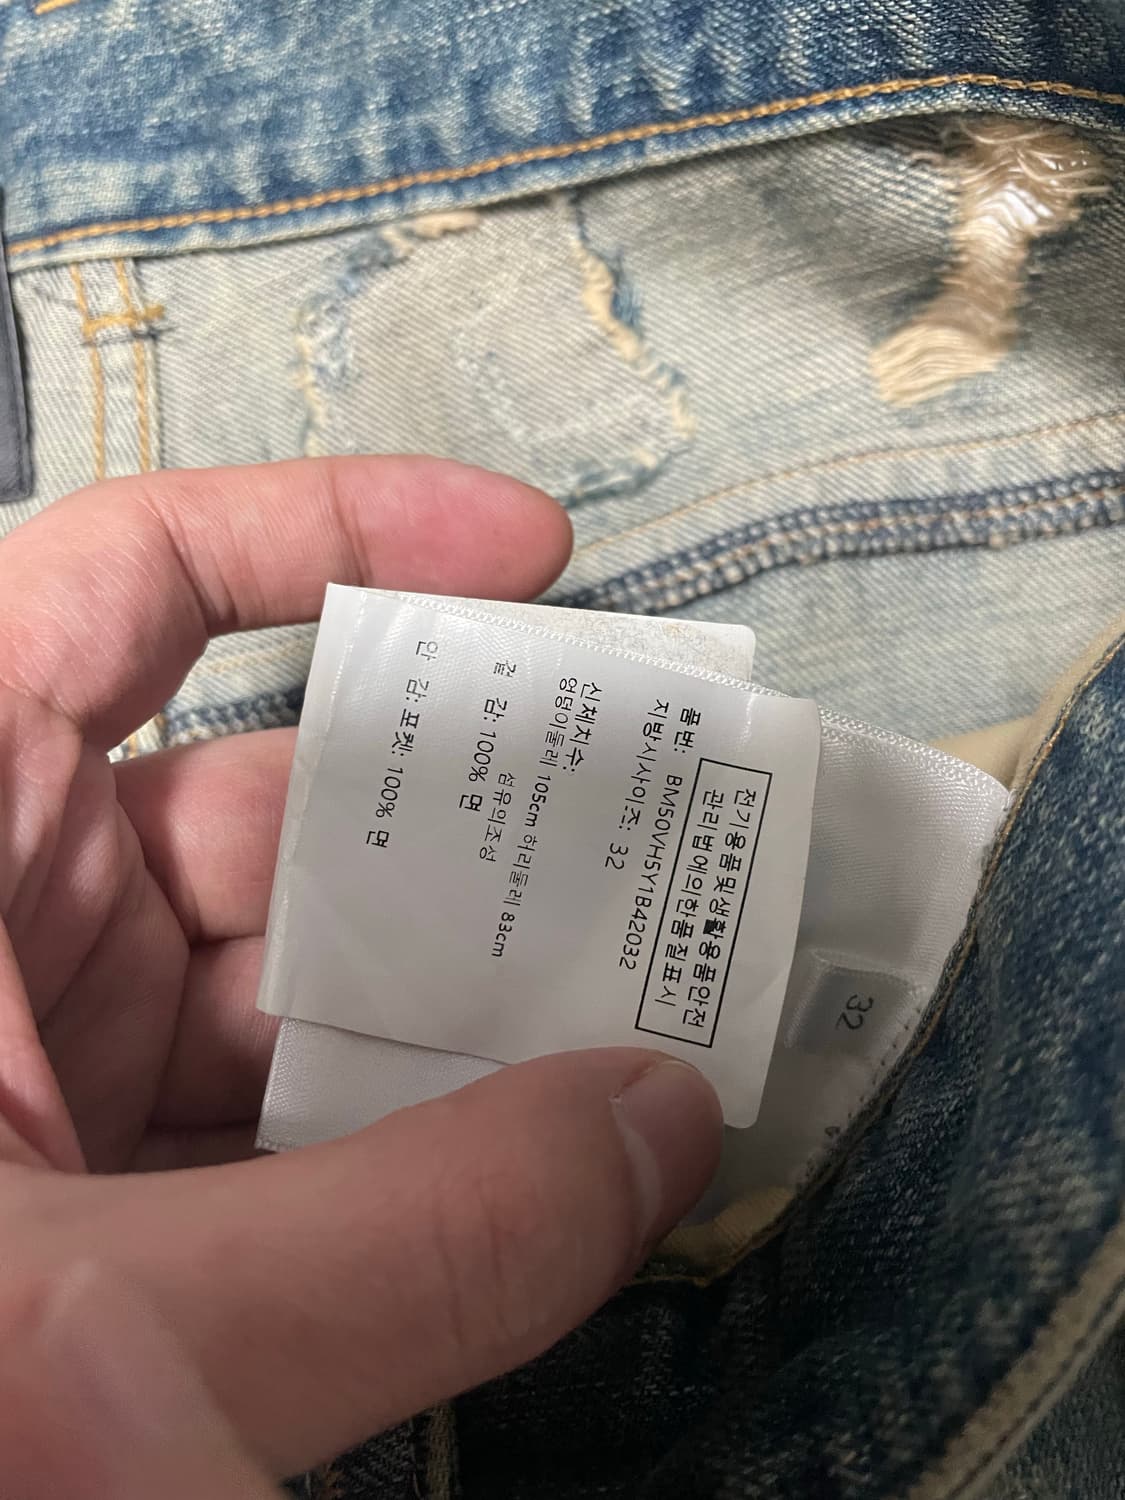 전기용품및생활용품안전
관리법에의한품질표시
품번: BM50VH5Y1B42032
지방시사이즈: 32
신체치수:
엉덩이둘레 105cm 허리둘레 83cm
섬유의조성
겉 감: 100% 면
안 감: 포켓: 100% 면
32